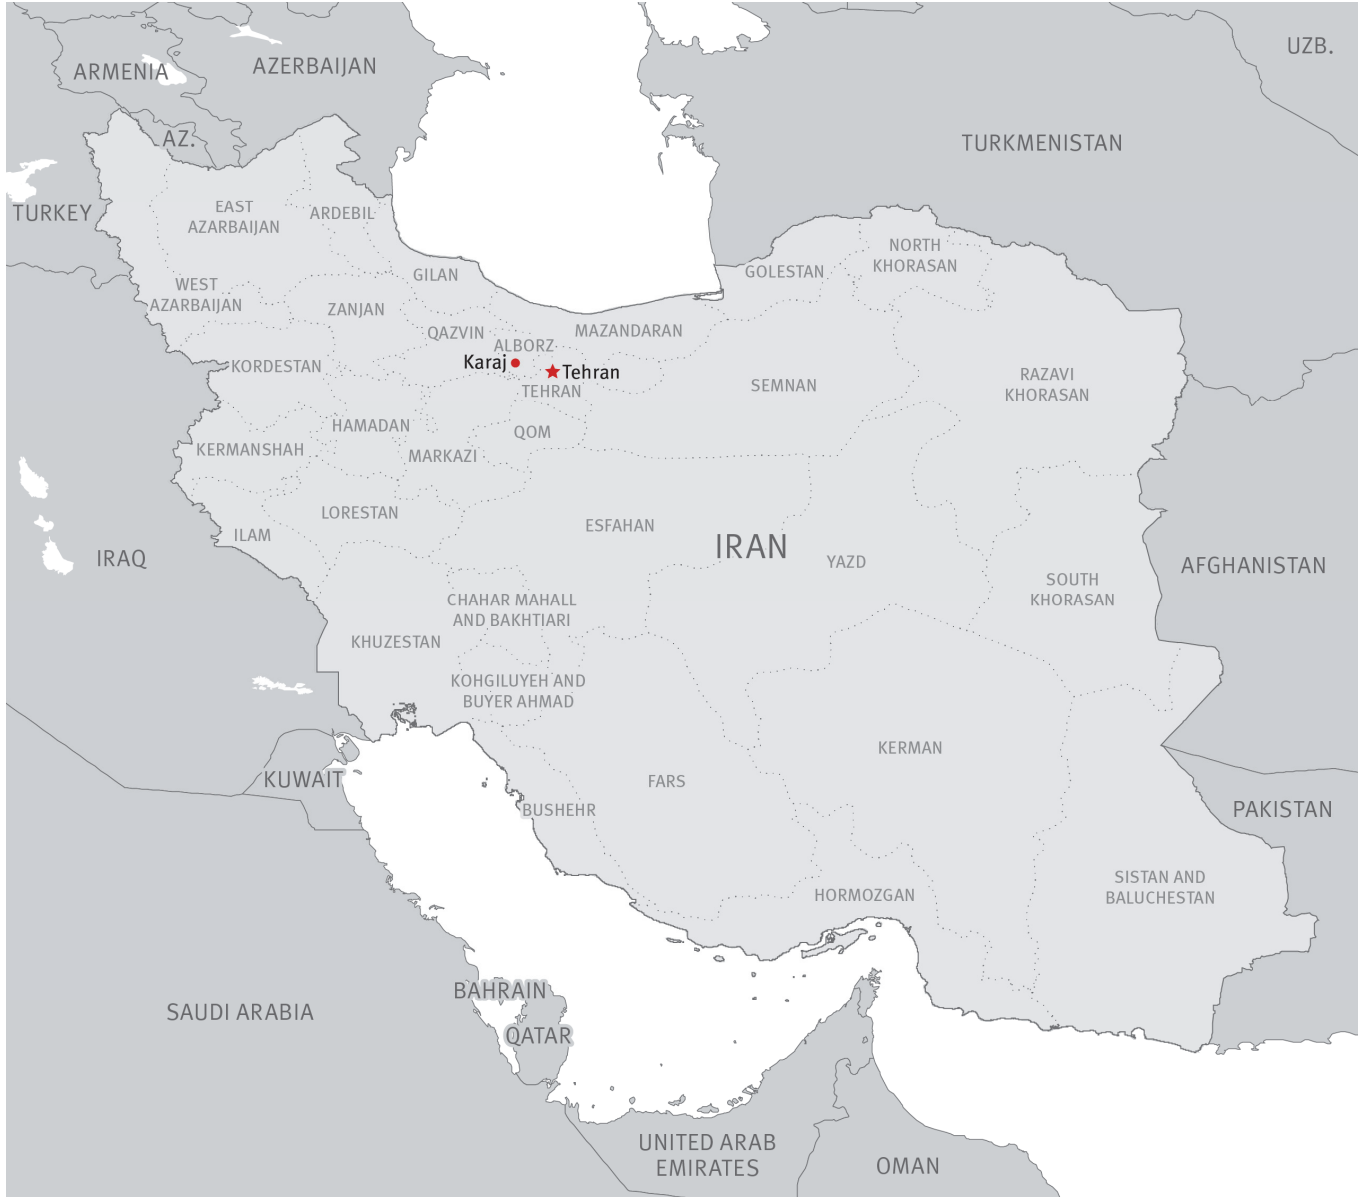 UZB.
ARMENIA
AZERBAIJAN
AZ.
TURKMENISTAN
TURKEY
EAST
AZARBAIJAN
ARDEBIL
NORTH
KHORASAN
GILAN
GOLESTAN
WEST
AZARBAIJAN
ZANJAN
QAZVIN
MAZANDARAN
ALBORZ
Karaj
Tehran
KORDESTAN
TEHRAN
SEMNAN
RAZAVI
KHORASAN
HAMADAN
QOM
KERMANSHAH
MARKAZI
LORESTAN
ESFAHAN
ILAM
IRAN
IRAQ
YAZD
AFGHANISTAN
SOUTH
KHORASAN
CHAHAR MAHALL
AND BAKHTIARI
KHUZESTAN
KOHGILUYEH AND
BUYER AHMAD
KERMAN
KUWAIT
FARS
BUSHEHR
PAKISTAN
SISTAN AND
BALUCHESTAN
HORMOZGAN
BAHRAIN
SAUDI ARABIA
QATAR
UNITED ARAB
EMIRATES
OMAN